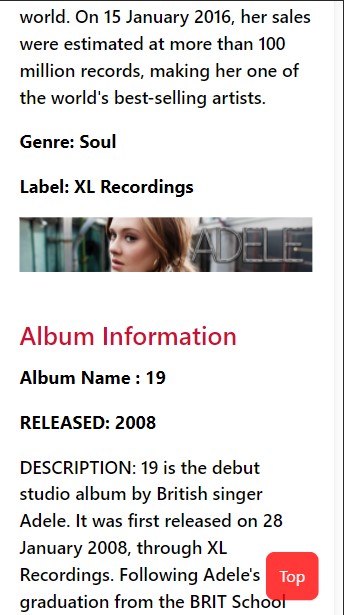 world. On 15 January 2016, her sales
were estimated at more than 100
million records, making her one of
the world's best-selling artists.
Genre: Soul
Label: XL Recordings
ADELE
Album Information
Album Name : 19
RELEASED: 2008
DESCRIPTION: 19 is the debut
studio album by British singer
Adele. It was first released on 28
January 2008, through XL
Recordings. Following Adele's
graduation from the BRIT School
Top